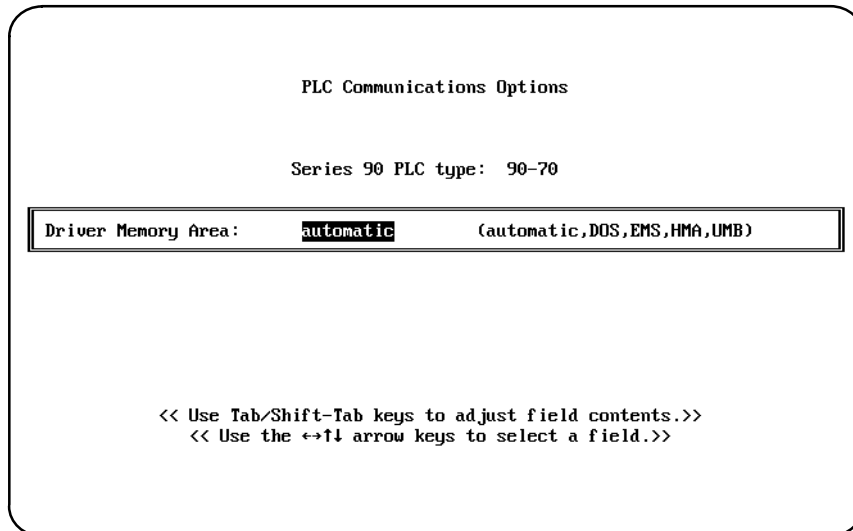 PLC Communications Options
Series 90 PLC type: 90-70
Driver Memory Area: automatic (automatic,DOS,EMS,HMA,UMB)
<< Use Tab/Shift-Tab keys to adjust field contents.>>
<< Use the ↔↑↓ arrow keys to select a field.>>